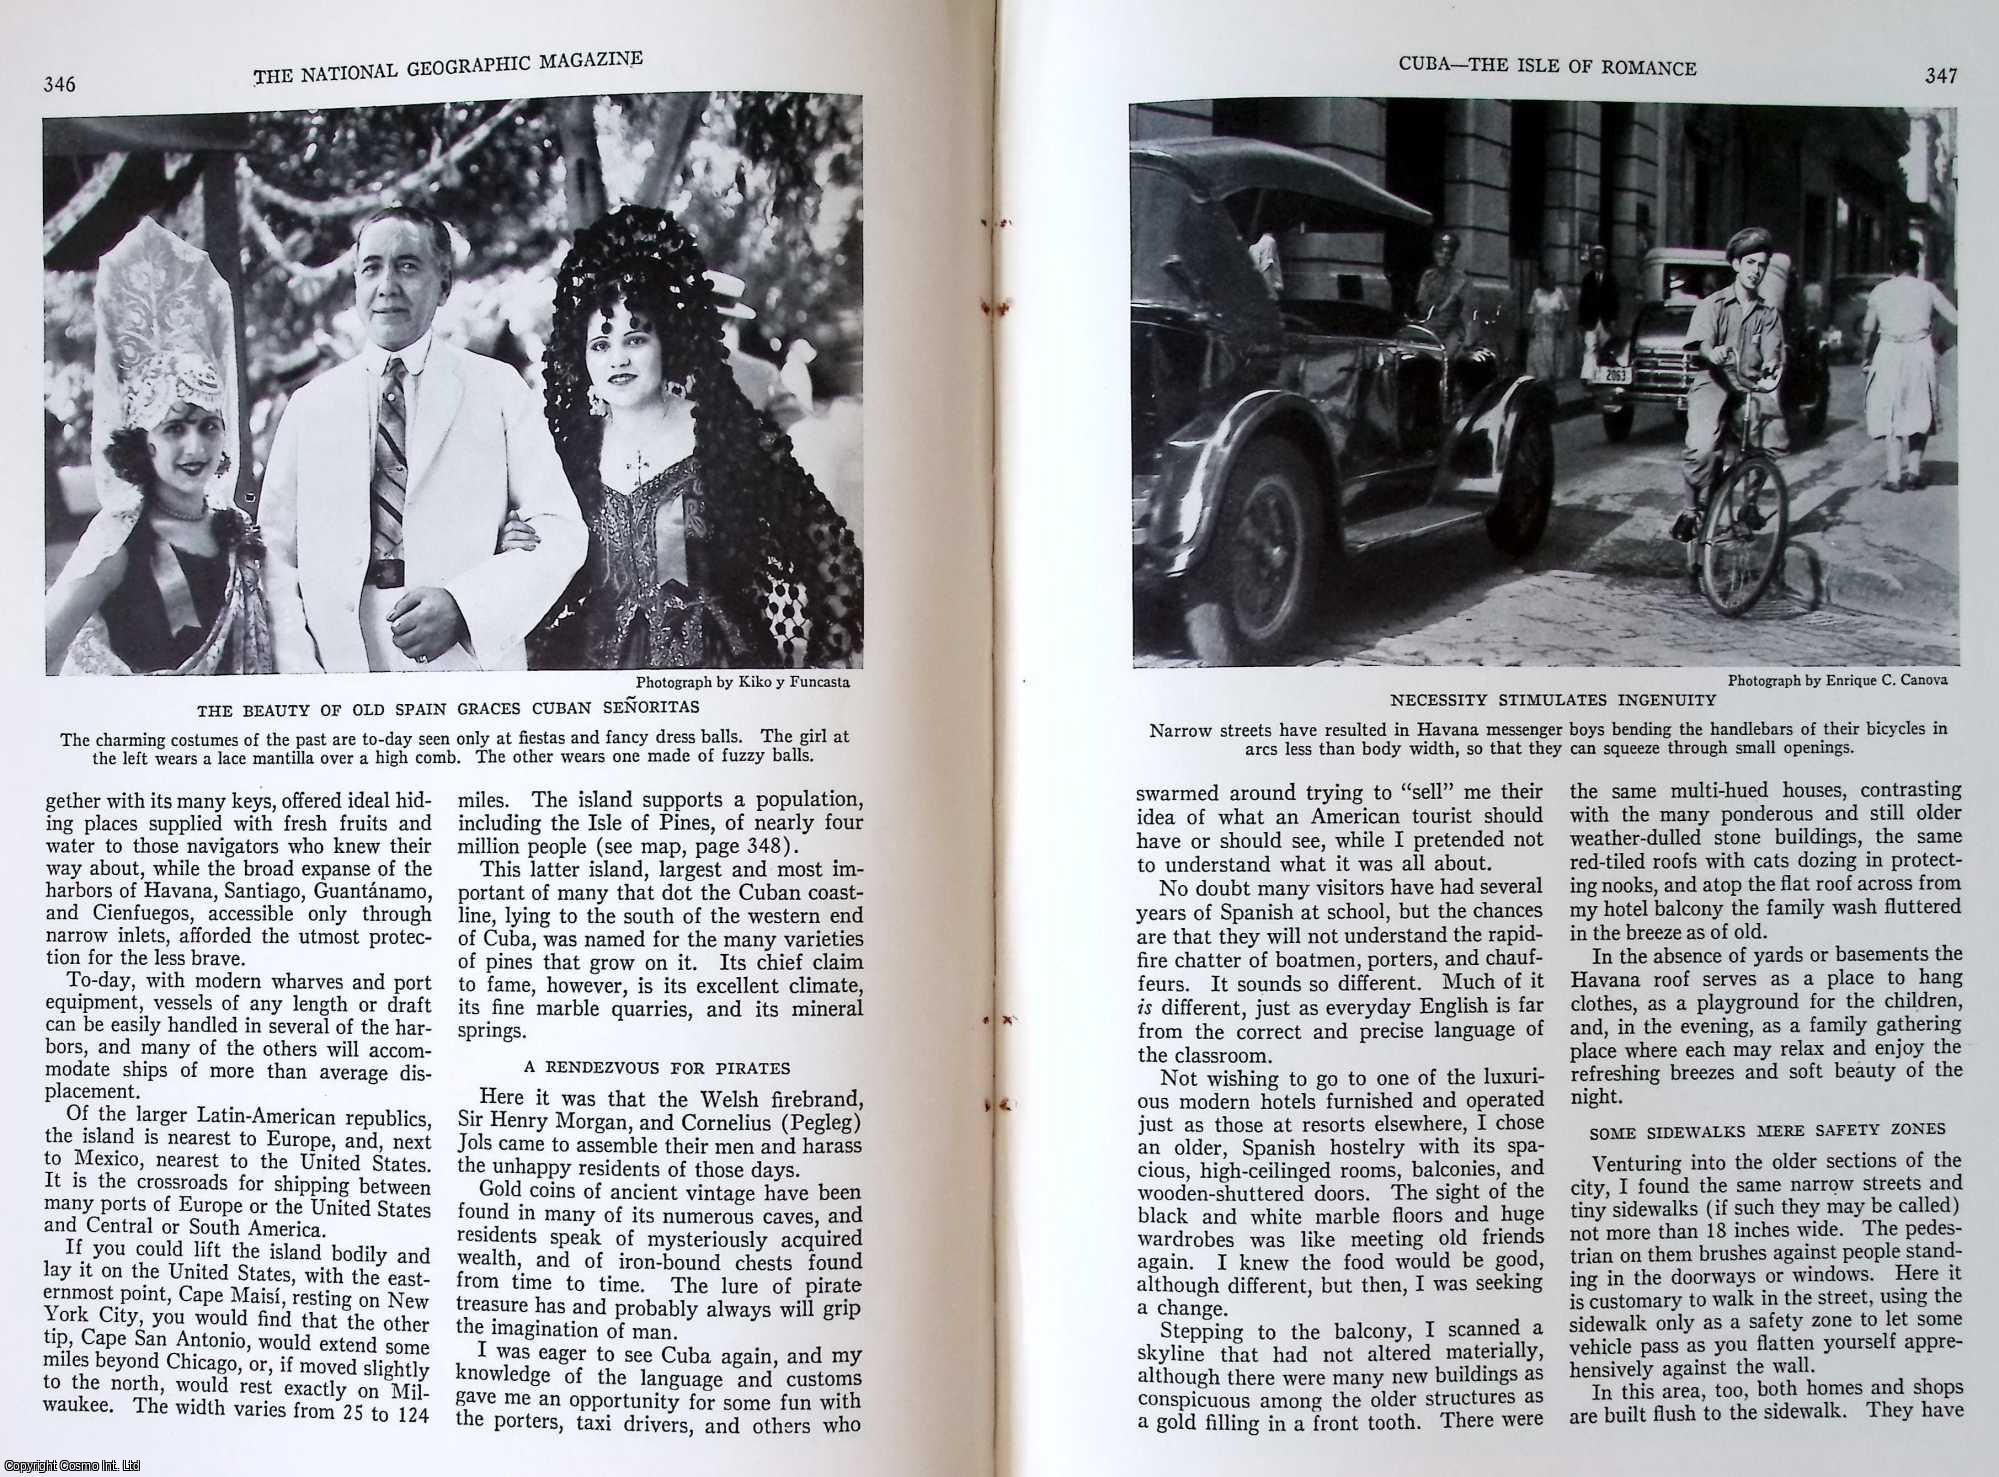 346
THE NATIONAL GEOGRAPHIC MAGAZINE
Photograph by Kiko y Funcasta
THE BEAUTY OF OLD SPAIN GRACES CUBAN SEÑORITAS
The charming costumes of the past are to-day seen only at fiestas and fancy dress balls. The girl at
the left wears a lace mantilla over a high comb. The other wears one made of fuzzy balls.
gether with its many keys, offered ideal hid-
ing places supplied with fresh fruits and
water to those navigators who knew their
way about, while the broad expanse of the
harbors of Havana, Santiago, Guantánamo,
and Cienfuegos, accessible only through
narrow inlets, afforded the utmost protec-
tion for the less brave.
To-day, with modern wharves and port
equipment, vessels of any length or draft
can be easily handled in several of the har-
bors, and many of the others will accom-
modate ships of more than average dis-
placement.
Of the larger Latin-American republics,
the island is nearest to Europe, and, next
to Mexico, nearest to the United States.
It is the crossroads for shipping between
many ports of Europe or the United States
and Central or South America.
If you could lift the island bodily and
lay it on the United States, with the east-
ernmost point, Cape Maisí, resting on New
York City, you would find that the other
tip, Cape San Antonio, would extend some
miles beyond Chicago, or, if moved slightly
to the north, would rest exactly on Mil-
waukee. The width varies from 25 to 124
miles. The island supports a population,
including the Isle of Pines, of nearly four
million people (see map, page 348).
This latter island, largest and most im-
portant of many that dot the Cuban coast-
line, lying to the south of the western end
of Cuba, was named for the many varieties
of pines that grow on it. Its chief claim
to fame, however, is its excellent climate,
its fine marble quarries, and its mineral
springs.
A RENDEZVOUS FOR PIRATES
Here it was that the Welsh firebrand,
Sir Henry Morgan, and Cornelius (Pegleg)
Jols came to assemble their men and harass
the unhappy residents of those days.
Gold coins of ancient vintage have been
found in many of its numerous caves, and
residents speak of mysteriously acquired
wealth, and of iron-bound chests found
from time to time. The lure of pirate
treasure has and probably always will grip
the imagination of man.
I was eager to see Cuba again, and my
knowledge of the language and customs
gave me an opportunity for some fun with
the porters, taxi drivers, and others who
CUBA—THE ISLE OF ROMANCE
347
2063
Photograph by Enrique C. Canova
NECESSITY STIMULATES INGENUITY
Narrow streets have resulted in Havana messenger boys bending the handlebars of their bicycles in
arcs less than body width, so that they can squeeze through small openings.
swarmed around trying to “sell” me their
idea of what an American tourist should
have or should see, while I pretended not
to understand what it was all about.
No doubt many visitors have had several
years of Spanish at school, but the chances
are that they will not understand the rapid-
fire chatter of boatmen, porters, and chauf-
feurs. It sounds so different. Much of it
is different, just as everyday English is far
from the correct and precise language of
the classroom.
Not wishing to go to one of the luxuri-
ous modern hotels furnished and operated
just as those at resorts elsewhere, I chose
an older, Spanish hostelry with its spa-
cious, high-ceilinged rooms, balconies, and
wooden-shuttered doors. The sight of the
black and white marble floors and huge
wardrobes was like meeting old friends
again. I knew the food would be good,
although different, but then, I was seeking
a change.
Stepping to the balcony, I scanned a
skyline that had not altered materially,
although there were many new buildings as
conspicuous among the older structures as
a gold filling in a front tooth. There were
the same multi-hued houses, contrasting
with the many ponderous and still older
weather-dulled stone buildings, the same
red-tiled roofs with cats dozing in protect-
ing nooks, and atop the flat roof across from
my hotel balcony the family wash fluttered
in the breeze as of old.
In the absence of yards or basements the
Havana roof serves as a place to hang
clothes, as a playground for the children,
and, in the evening, as a family gathering
place where each may relax and enjoy the
refreshing breezes and soft beauty of the
night.
SOME SIDEWALKS MERE SAFETY ZONES
Venturing into the older sections of the
city, I found the same narrow streets and
tiny sidewalks (if such they may be called)
not more than 18 inches wide. The pedes-
trian on them brushes against people stand-
ing in the doorways or windows. Here it
is customary to walk in the street, using the
sidewalk only as a safety zone to let some
vehicle pass as you flatten yourself appre-
hensively against the wall.
In this area, too, both homes and shops
are built flush to the sidewalk. They have
Copyright Cosmo Int. Ltd